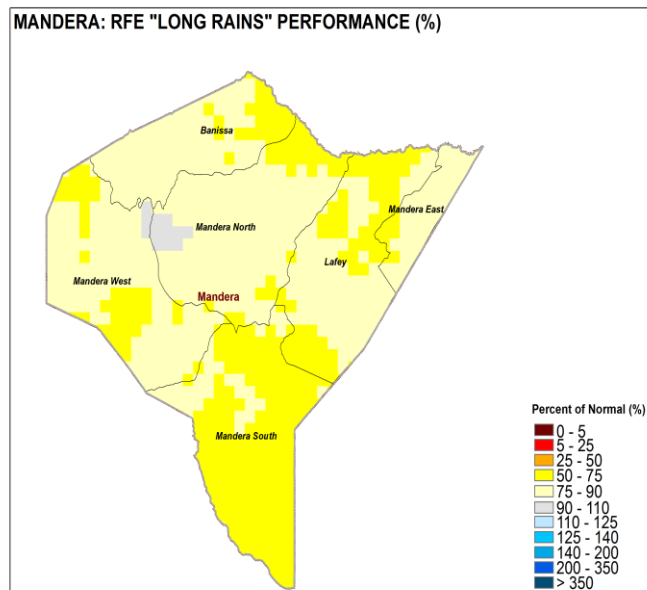 MANDERA: RFE "LONG RAINS" PERFORMANCE (%)
Banissa
Mandera East
Mandera North
Lafey
Mandera West
Mandera
Mandera South
Percent of Normal (%)
0 - 5
5 - 25
25 - 50
50 - 75
75 - 90
90 - 110
110 - 125
125 - 140
140 - 200
200 - 350
> 350